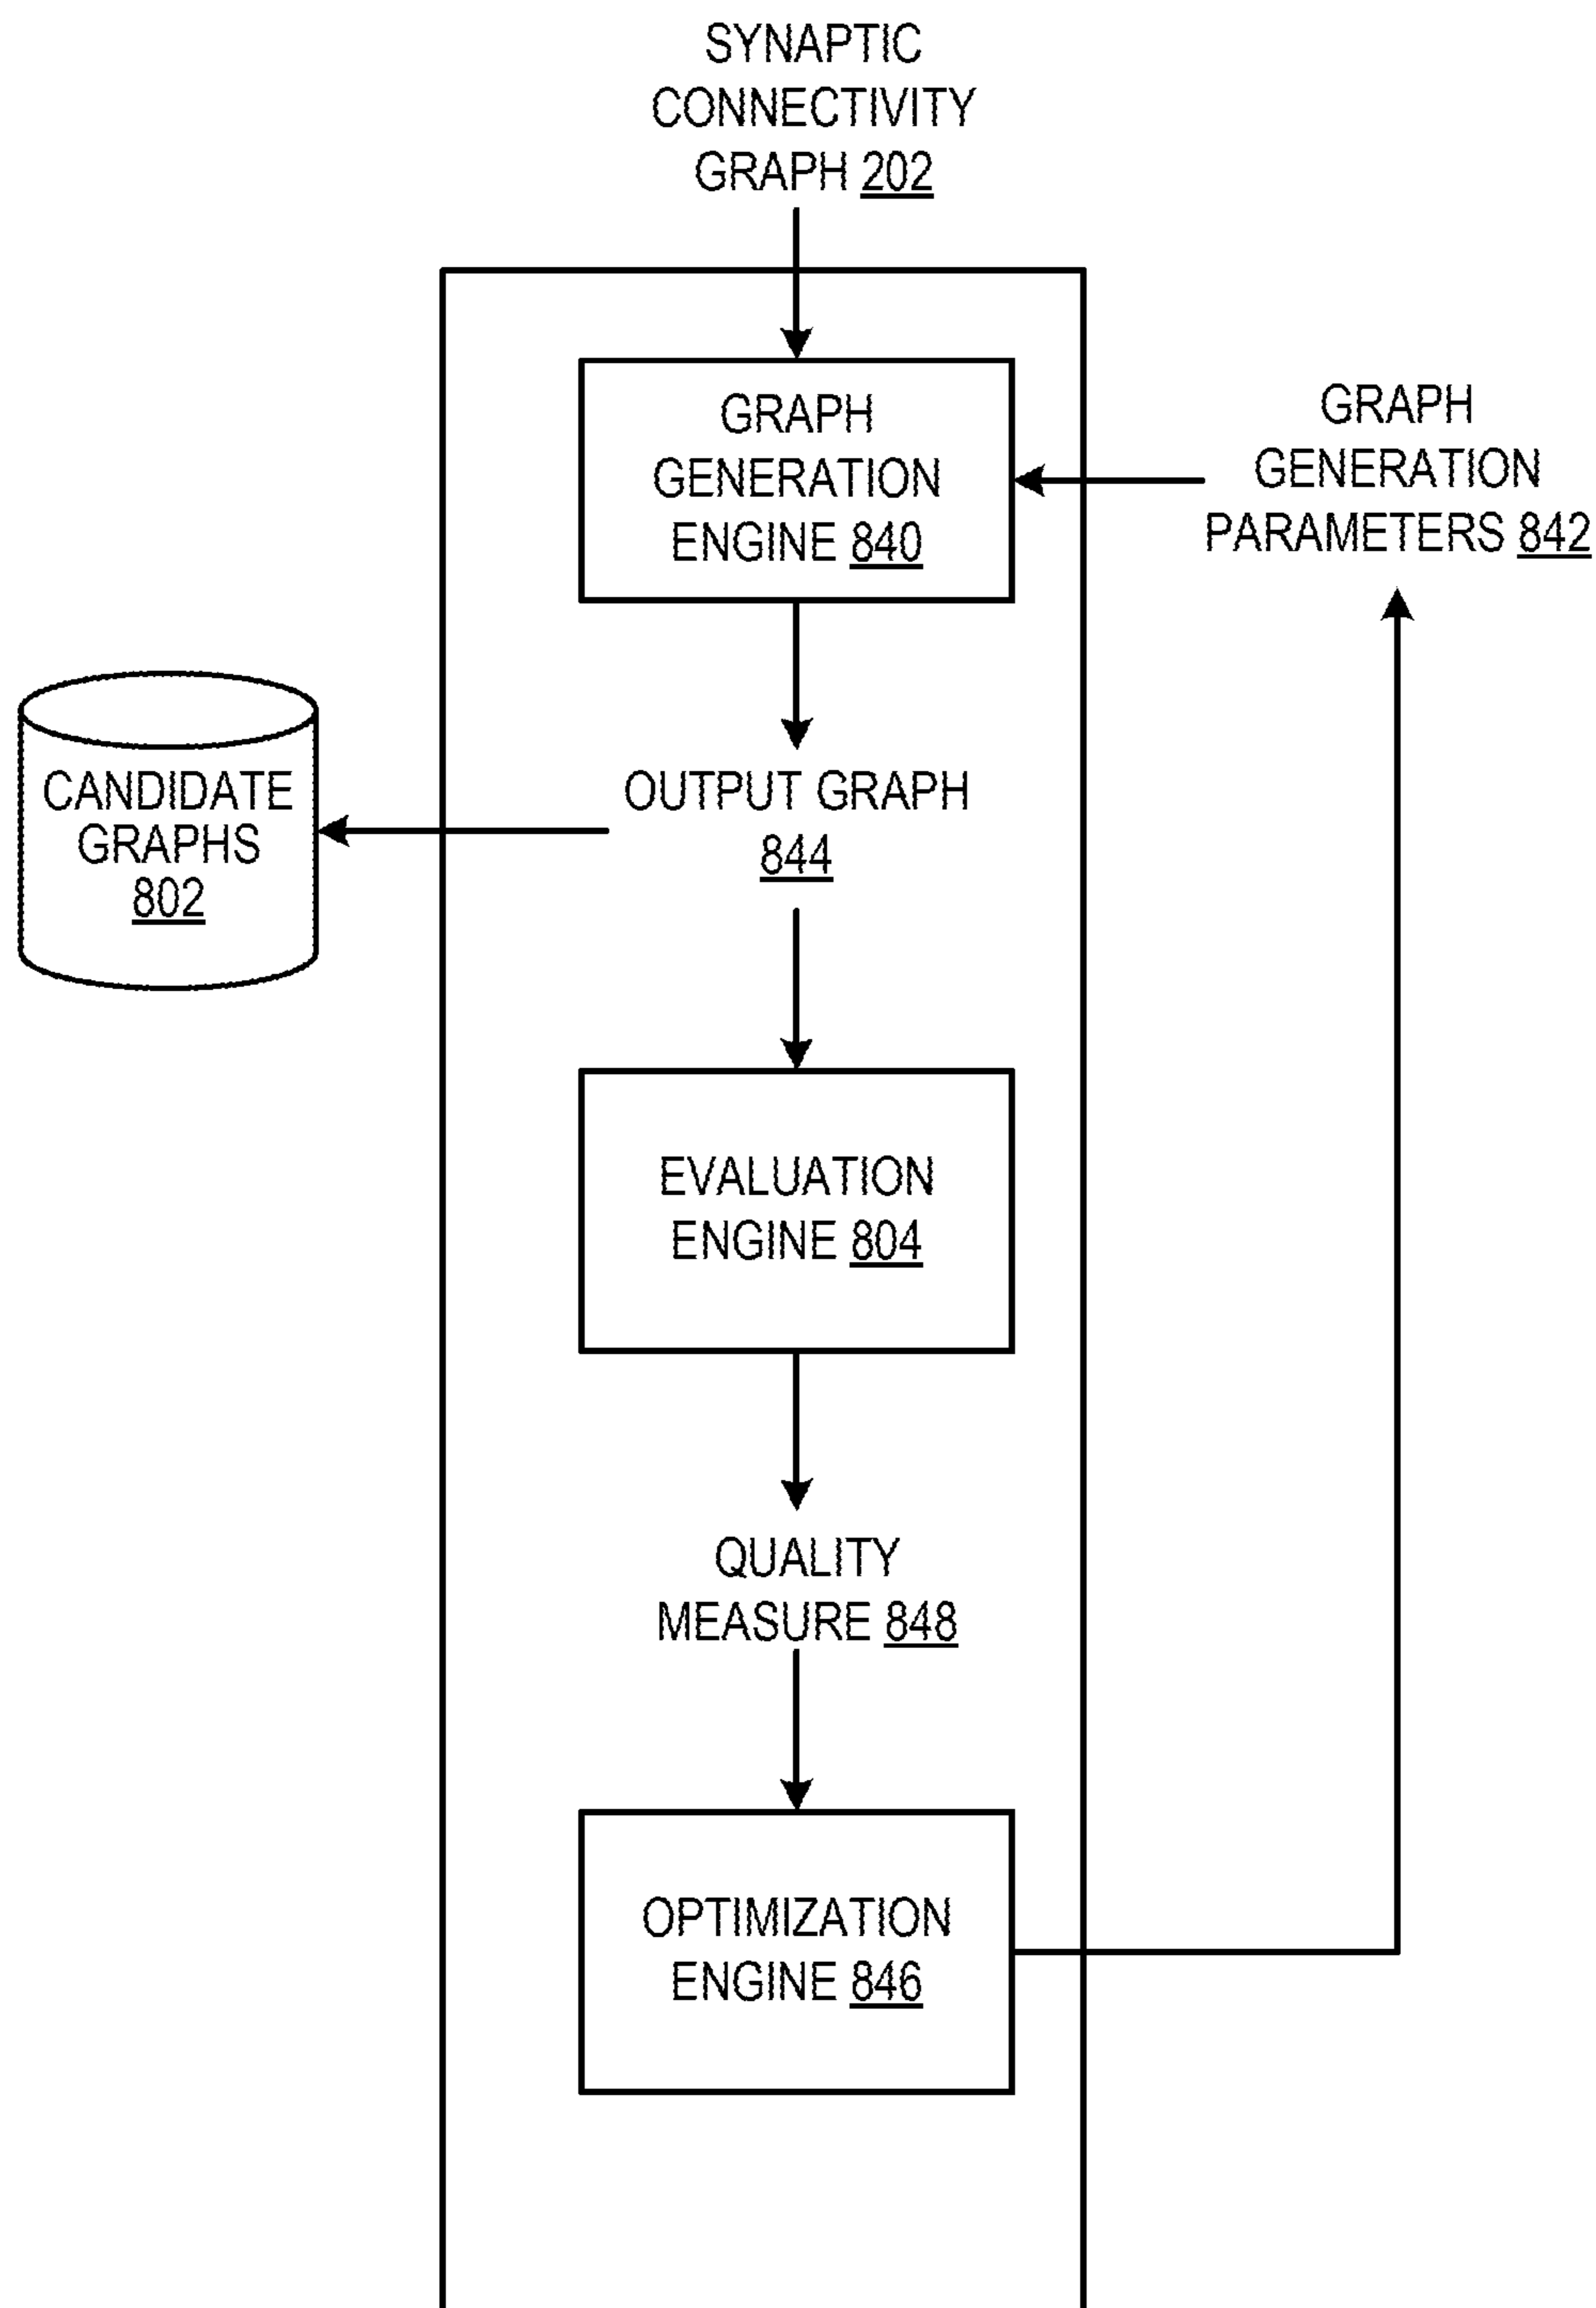 SYNAPTIC
CONNECTIVITY
GRAPH 202
GRAPH
GENERATION
ENGINE 840
GRAPH
GENERATION
PARAMETERS 842
CANDIDATE
GRAPHS
802
OUTPUT GRAPH
844
EVALUATION
ENGINE 804
QUALITY
MEASURE 848
OPTIMIZATION
ENGINE 846